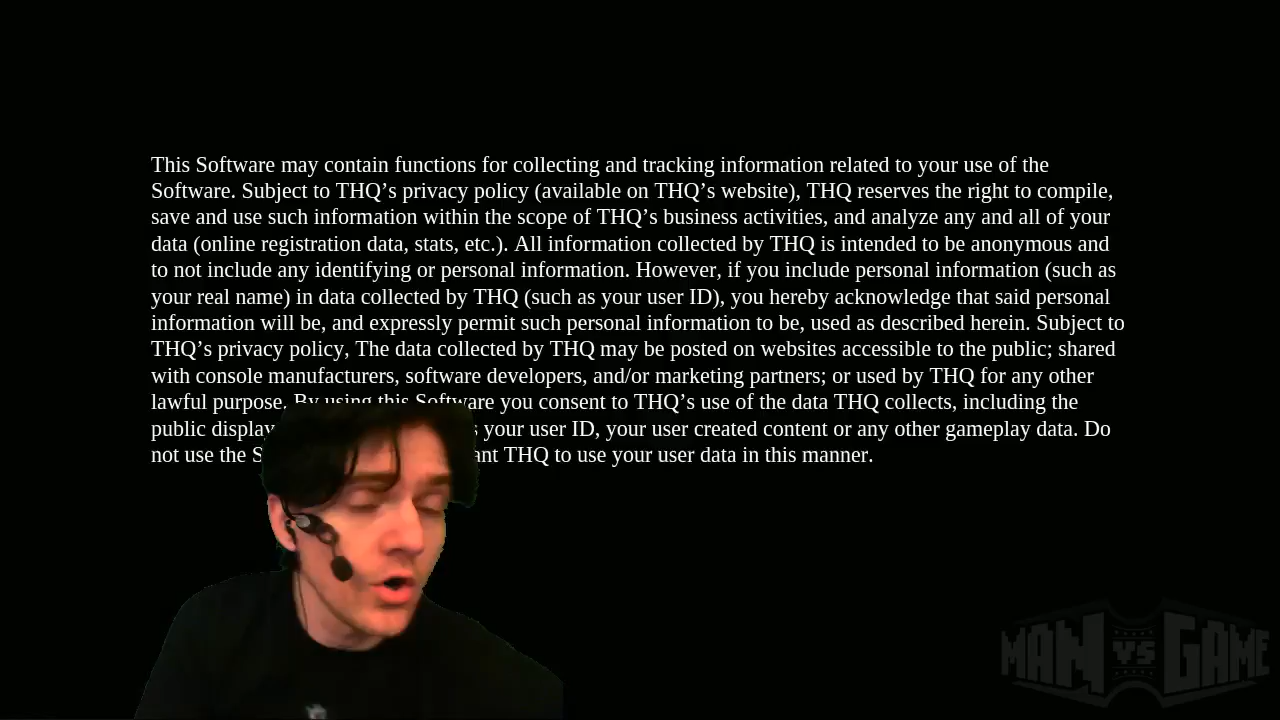 This Software may contain functions for collecting and tracking information related to your use of the
Software. Subject to THQ’s privacy policy (available on THQ’s website), THQ reserves the right to compile,
save and use such information within the scope of THQ’s business activities, and analyze any and all of your
data (online registration data, stats, etc.). All information collected by THQ is intended to be anonymous and
to not include any identifying or personal information. However, if you include personal information (such as
your real name) in data collected by THQ (such as your user ID), you hereby acknowledge that said personal
information will be, and expressly permit such personal information to be, used as described herein. Subject to
THQ’s privacy policy, The data collected by THQ may be posted on websites accessible to the public; shared
with console manufacturers, software developers, and/or marketing partners; or used by THQ for any other
lawful purpose. By using this Software you consent to THQ’s use of the data THQ collects, including the
public display your user ID, your user created content or any other gameplay data. Do
not use the THQ to use your user data in this manner.
MAN VS GAME